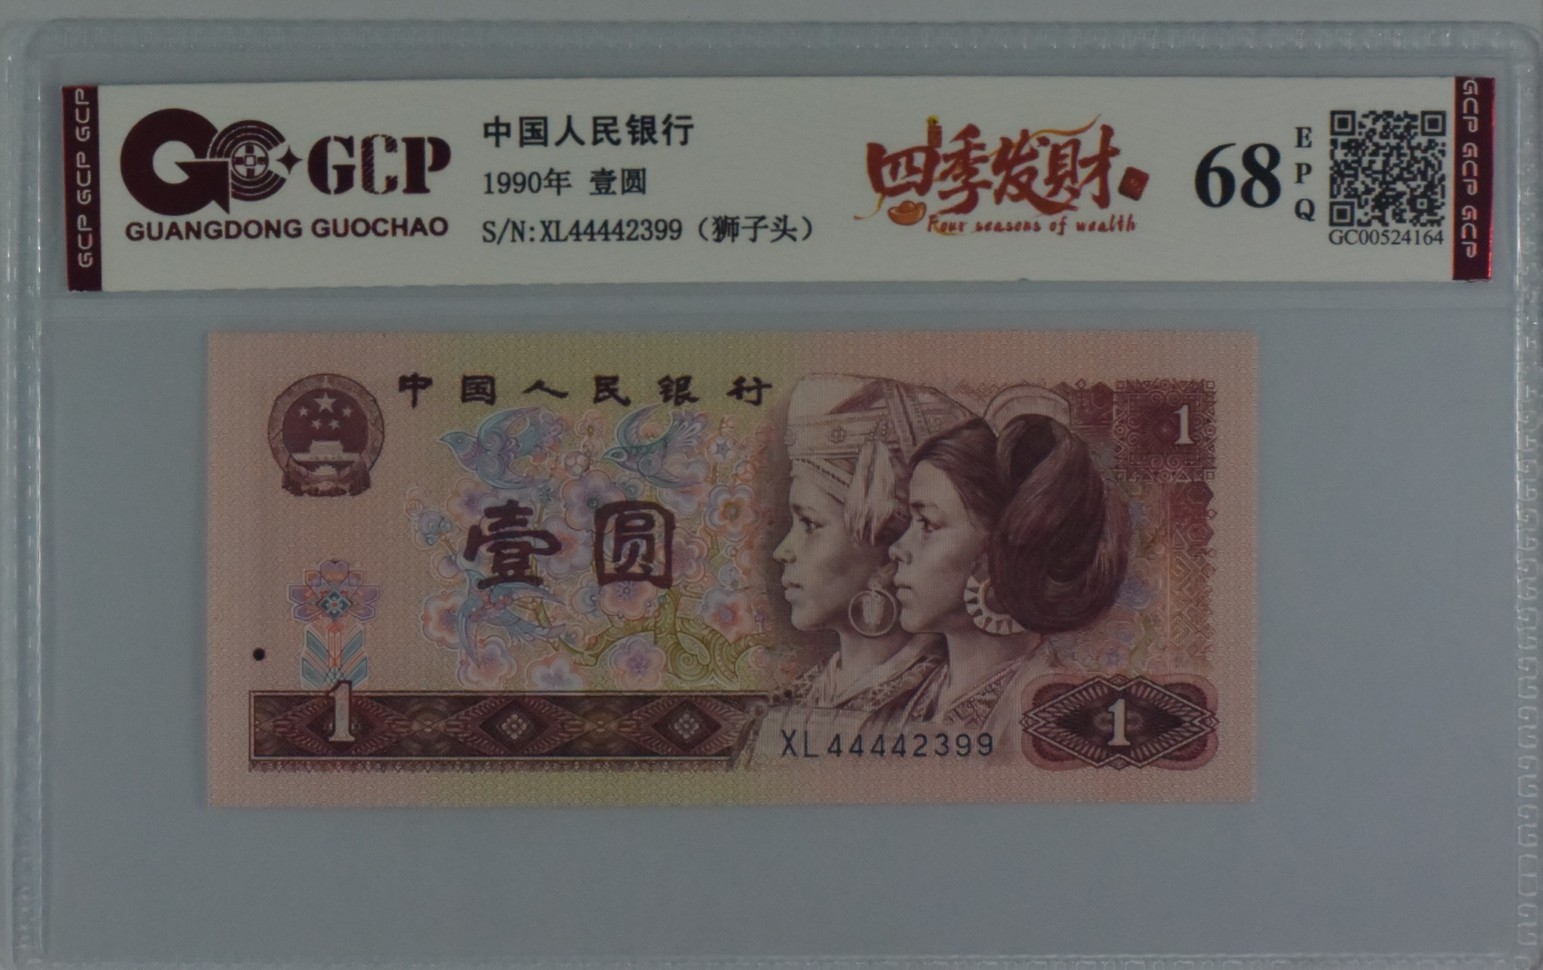 GCP GCP GCP
GCP
GUANGDONG GUOCHAO
中国人民银行
1990年 壹圆
S/N:XL44442399（狮子头）
四季发财
Four seasons of wealth
68
EPQ
GC00524164
GCP GCP GCP
中国人民银行
1
壹圆
1
XL44442399
1